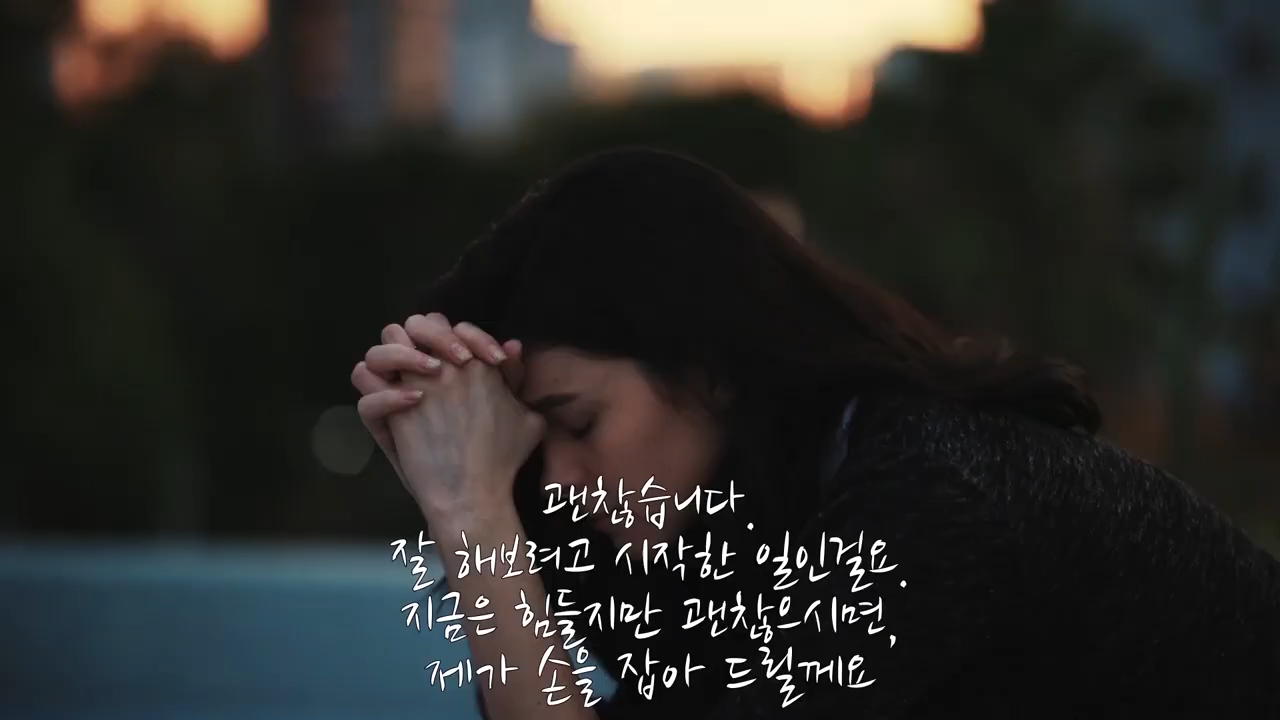 괜찮습니다.
잘 해보려고 시작한 일인걸요.
지금은 힘들지만 괜찮으시면,
제가 손을 잡아 드릴께요